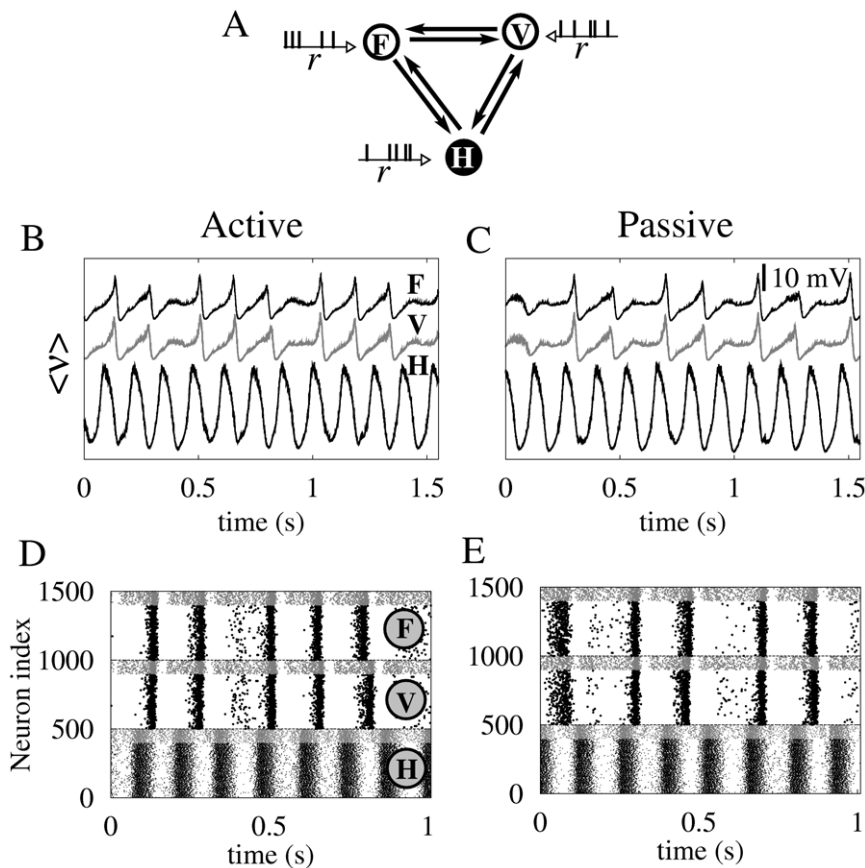 A
F
V
r
r
H
r
B
Active
C
Passive
F
V
H
10 mV
<v>
0
0.5
1
1.5
0
0.5
1
1.5
time (s)
time (s)
D
E
1500
1000
500
0
Neuron index
F
V
H
1500
1000
500
0
0
0.5
1
0
0.5
1
time (s)
time (s)